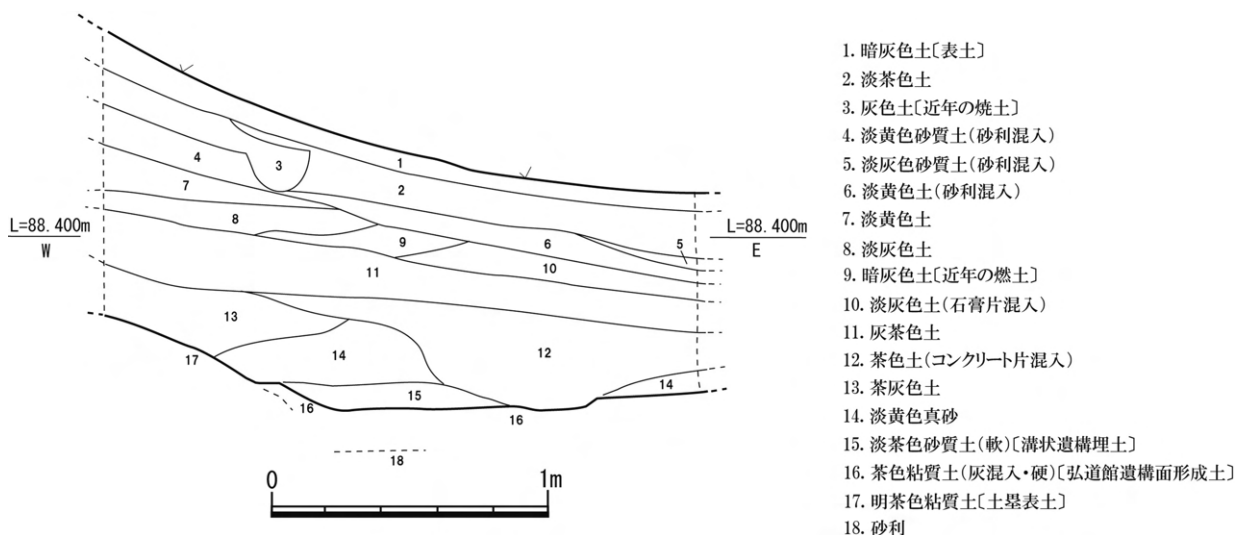 1. 暗灰色土〔表土〕
2. 淡茶色土
3. 灰色土〔近年の焼土〕
4. 淡黄色砂質土(砂利混入)
5. 淡灰色砂質土(砂利混入)
6. 淡黄色土(砂利混入)
7. 淡黄色土
8. 淡灰色土
9. 暗灰色土〔近年の燃土〕
10. 淡灰色土(石膏片混入)
11. 灰茶色土
12. 茶色土(コンクリート片混入)
13. 茶灰色土
14. 淡黄色真砂
15. 淡茶色砂質土(軟)〔溝状遺構埋土〕
16. 茶色粘質土(灰混入・硬)〔弘道館遺構面形成土〕
17. 明茶色粘質土〔土塁表土〕
18. 砂利
L=88.400m
W
L=88.400m
E
1
2
3
4
7
8
9
6
5
10
11
13
12
14
14
17
15
16
16
18
0
1m